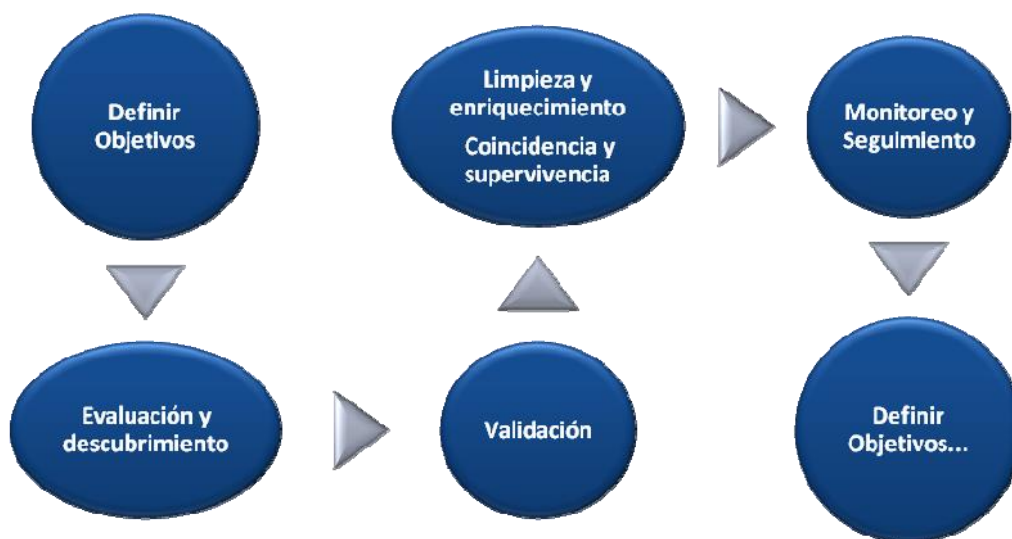 Definir
Objetivos
Evaluación y
descubrimiento
Validación
Limpieza y
enriquecimiento
Coincidencia y
supervivencia
Monitoreo y
Seguimiento
Definir
Objetivos...